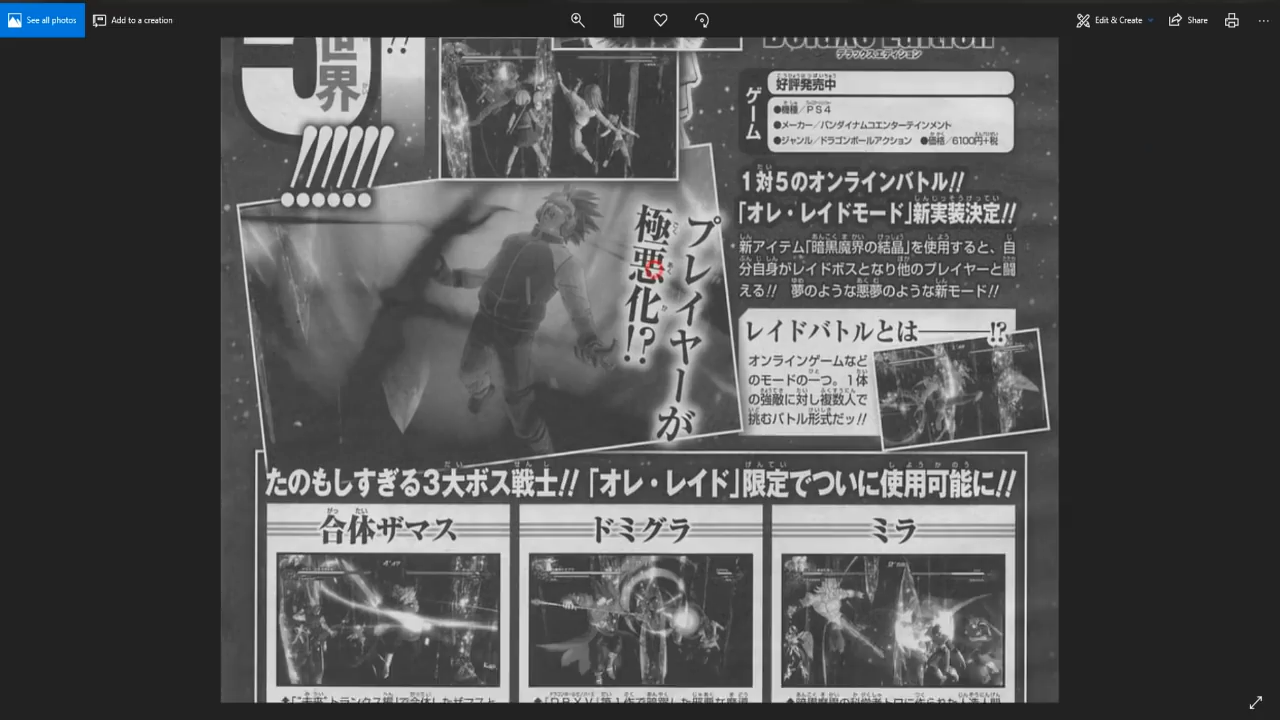 See all photos
Add to a creation
Edit & Create
Share
世界
!!
!!!!!!
Deluxe Edition
デラックス エディション
ゲーム
好評発売中
●機種/PS4
●メーカー/バンダイナムコエンターテインメント
●ジャンル/ドラゴンボールアクション ●価格/6100円+税
1対5のオンラインバトル!!
「オレ・レイドモード」新実装決定!!
新アイテム「暗黒魔界の結晶」を使用すると、自
分自身がレイドボスとなり他のプレイヤーと闘
える!! 夢のような悪夢のような新モード!!
プレイヤーが
極悪化!?
レイドバトルとは――!?
オンラインゲームなど
のモードの一つ。1体
の強敵に対し複数人で
挑むバトル形式だッ!!
たのもしすぎる3大ボス戦士!!「オレ・レイド」限定でついに使用可能に!!
合体ザマス
ドミグラ
ミラ